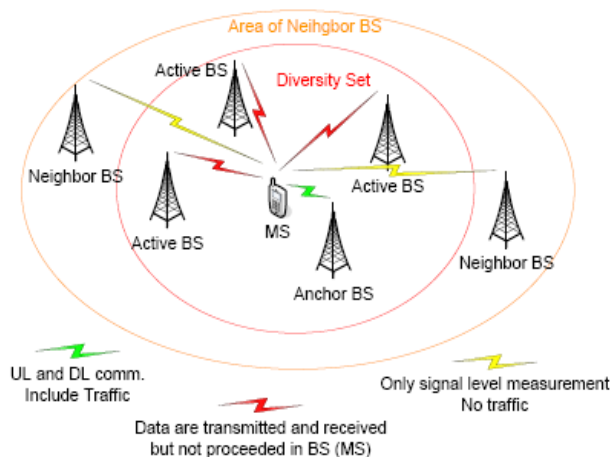 Area of Neihgbor BS
Active BS
Diversity Set
Neighbor BS
Active BS
Active BS
MS
Anchor BS
Neighbor BS
UL and DL comm.
Include Traffic
Only signal level measurement
No traffic
Data are transmitted and received
but not proceeded in BS (MS)